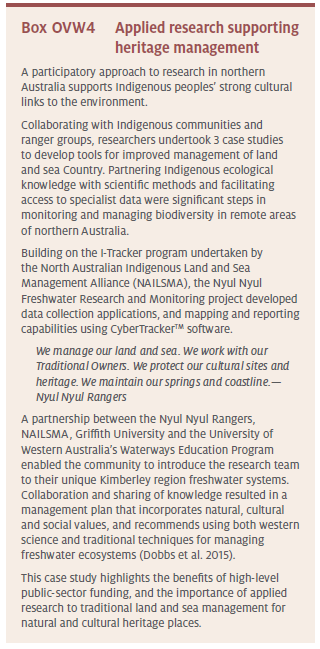 Box OVW4 Applied research supporting
heritage management
A participatory approach to research in northern
Australia supports Indigenous peoples’ strong cultural
links to the environment.
Collaborating with Indigenous communities and
ranger groups, researchers undertook 3 case studies
to develop tools for improved management of land
and sea Country. Partnering Indigenous ecological
knowledge with scientific methods and facilitating
access to specialist data were significant steps in
monitoring and managing biodiversity in remote areas
of northern Australia.
Building on the I-Tracker program undertaken by
the North Australian Indigenous Land and Sea
Management Alliance (NAILSMA), the Nyul Nyul
Freshwater Research and Monitoring project developed
data collection applications, and mapping and reporting
capabilities using CyberTracker™ software.
We manage our land and sea. We work with our
Traditional Owners. We protect our cultural sites and
heritage. We maintain our springs and coastline.—
Nyul Nyul Rangers
A partnership between the Nyul Nyul Rangers,
NAILSMA, Griffith University and the University of
Western Australia’s Waterways Education Program
enabled the community to introduce the research team
to their unique Kimberley region freshwater systems.
Collaboration and sharing of knowledge resulted in a
management plan that incorporates natural, cultural
and social values, and recommends using both western
science and traditional techniques for managing
freshwater ecosystems (Dobbs et al. 2015).
This case study highlights the benefits of high-level
public-sector funding, and the importance of applied
research to traditional land and sea management for
natural and cultural heritage places.